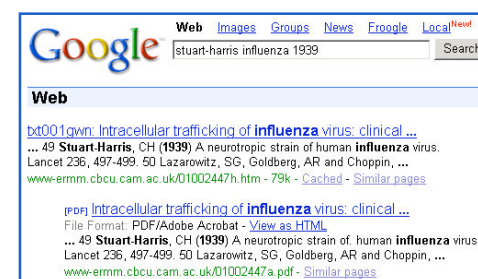 Google
Web Images Groups News Froogle Local New!
stuart-harris influenza 1939 Search
Web
txt001gwn: Intracellular trafficking of influenza virus: clinical ...
... 49 Stuart-Harris, CH (1939) A neurotropic strain of human influenza virus.
Lancet 236, 497-499. 50 Lazarowitz, SG, Goldberg, AR and Choppin, ...
www-ermm.cbcu.cam.ac.uk/01002447h.htm - 79k - Cached - Similar pages
[PDF] Intracellular trafficking of influenza virus: clinical ...
File Format: PDF/Adobe Acrobat - View as HTML
... 49 Stuart-Harris, CH (1939) A neurotropic strain of. human influenza virus
Lancet 236, 497-499. 50 Lazarowitz, SG, Goldberg, AR and Choppin, ...
www-ermm.cbcu.cam.ac.uk/01002447a.pdf - Similar pages